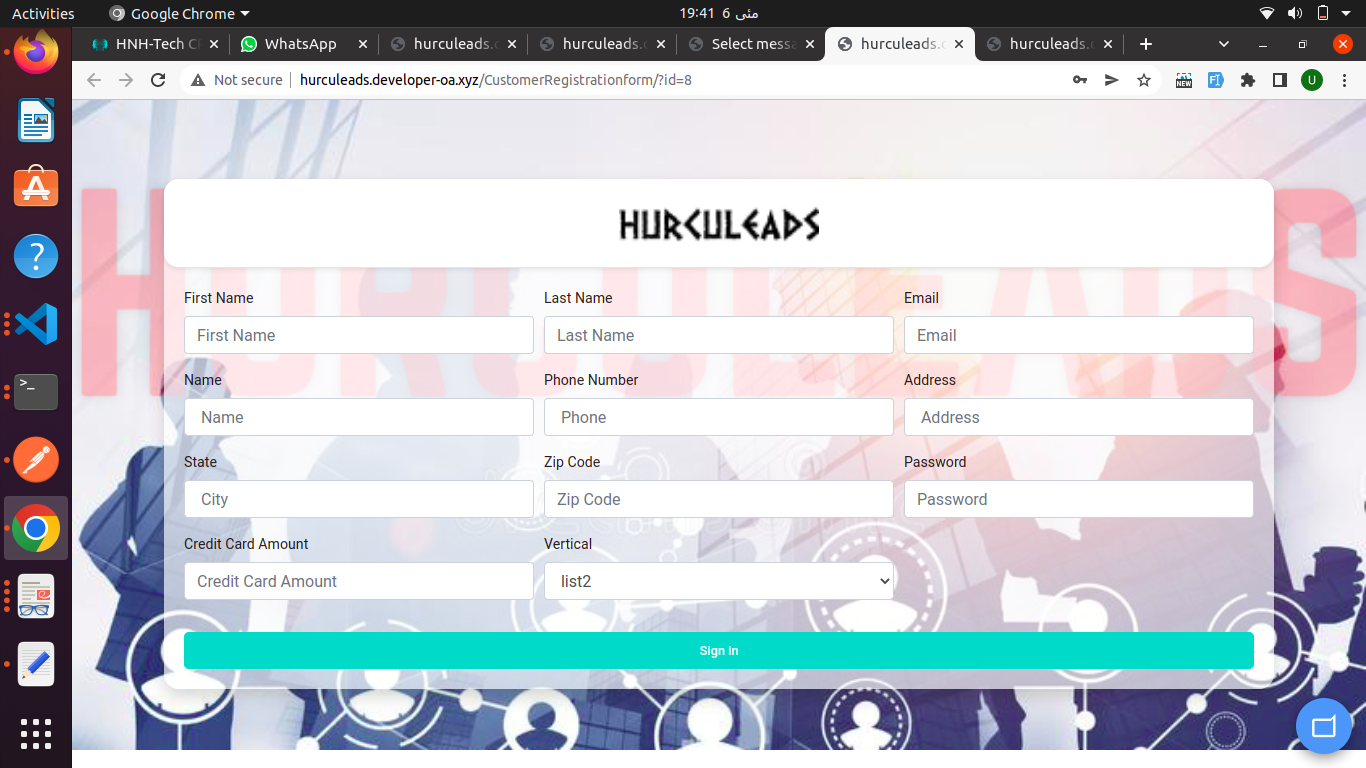 Activities
Google Chrome
مئی 6 19:41
HNH-Tech C
WhatsApp
hurculeads.
hurculeads.
Select messa
hurculeads.
hurculeads.
Not secure
hurculeads.developer-oa.xyz/CustomerRegistrationform/?id=8
NEW
U
HURCULEADS
HURCULEADS
First Name
Last Name
Email
First Name
Last Name
Email
Name
Phone Number
Address
Name
Phone
Address
State
Zip Code
Password
City
Zip Code
Password
Credit Card Amount
Vertical
Credit Card Amount
list2
Sign in